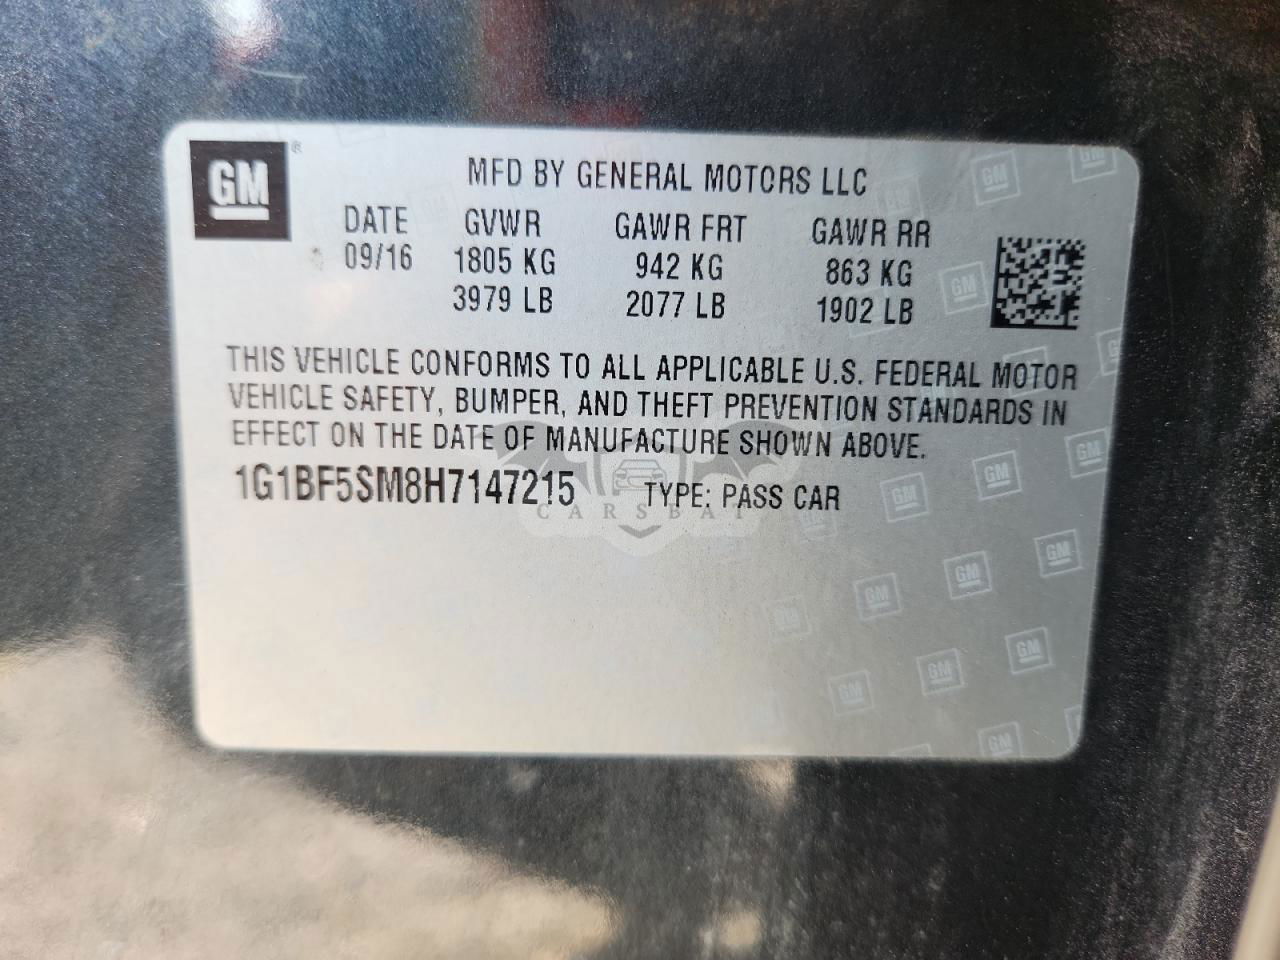 GM ®
MFD BY GENERAL MOTORS LLC
DATE GVWR GAWR FRT GAWR RR
09/16 1805 KG 942 KG 863 KG
3979 LB 2077 LB 1902 LB
THIS VEHICLE CONFORMS TO ALL APPLICABLE U.S. FEDERAL MOTOR
VEHICLE SAFETY, BUMPER, AND THEFT PREVENTION STANDARDS IN
EFFECT ON THE DATE OF MANUFACTURE SHOWN ABOVE.
1G1BF5SM8H7147215 TYPE: PASS CAR
CARSBAT